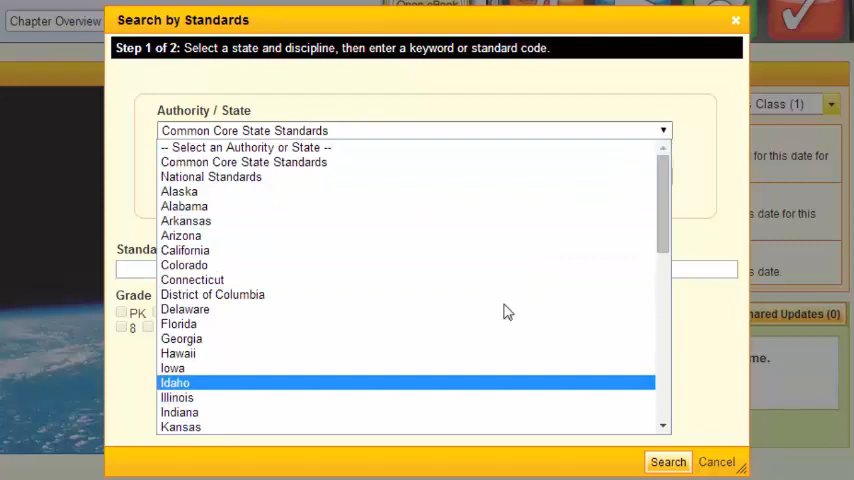 Chapter Overview
Open eBook
Search by Standards
Step 1 of 2: Select a state and discipline, then enter a keyword or standard code.
Authority / State
Class (1)
Common Core State Standards
-- Select an Authority or State --
Common Core State Standards
for this date for
National Standards
Alaska
Alabama
s date for this
Arkansas
Arizona
Standa
California
Colorado
s date.
Connecticut
Grade
District of Columbia
PK
Delaware
hared Updates (0)
8
Florida
Georgia
Hawaii
me.
Iowa
Idaho
Illinois
Indiana
Kansas
Search
Cancel